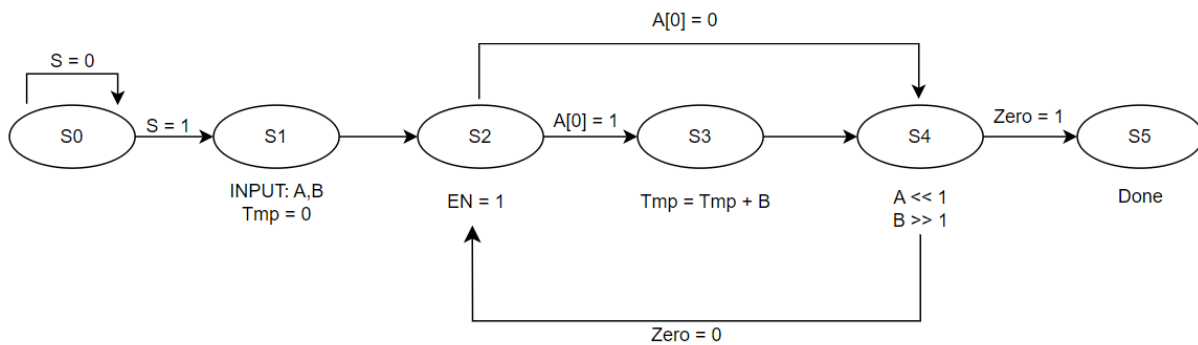 A[0] = 0
S = 0
S0
S = 1
S1
S2
A[0] = 1
S3
S4
Zero = 1
S5
INPUT: A,B
Tmp = 0
EN = 1
Tmp = Tmp + B
A << 1
B >> 1
Done
Zero = 0